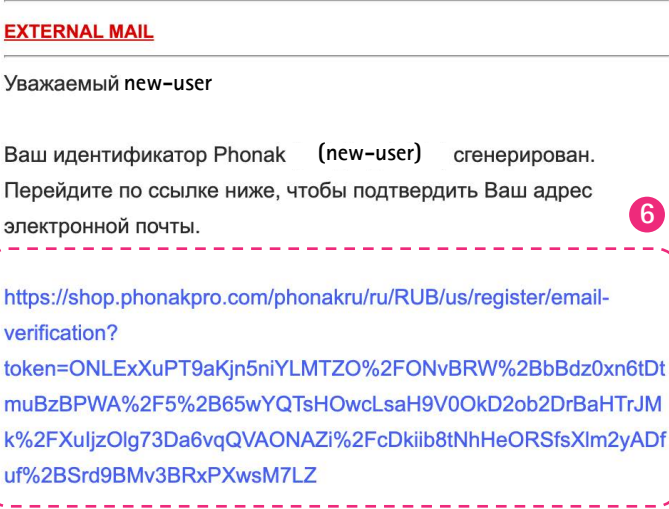 EXTERNAL MAIL
Уважаемый new-user
Ваш идентификатор Phonak (new-user) сгенерирован.
Перейдите по ссылке ниже, чтобы подтвердить Ваш адрес
электронной почты.
6
https://shop.phonakpro.com/phonakru/ru/RUB/us/register/email-
verification?
token=ONLExXuPT9aKjn5niYLMTZO%2FONvBRW%2BbBdz0xn6tDt
muBzBPWA%2F5%2B65wYQTsHOwcLsaH9V0OkD2ob2DrBaHTrJM
k%2FXuIjzOlg73Da6vqQVAONAZi%2FcDkiib8tNhHeORSfsXlm2yADf
uf%2BSrd9BMv3BRxPXwsM7LZ